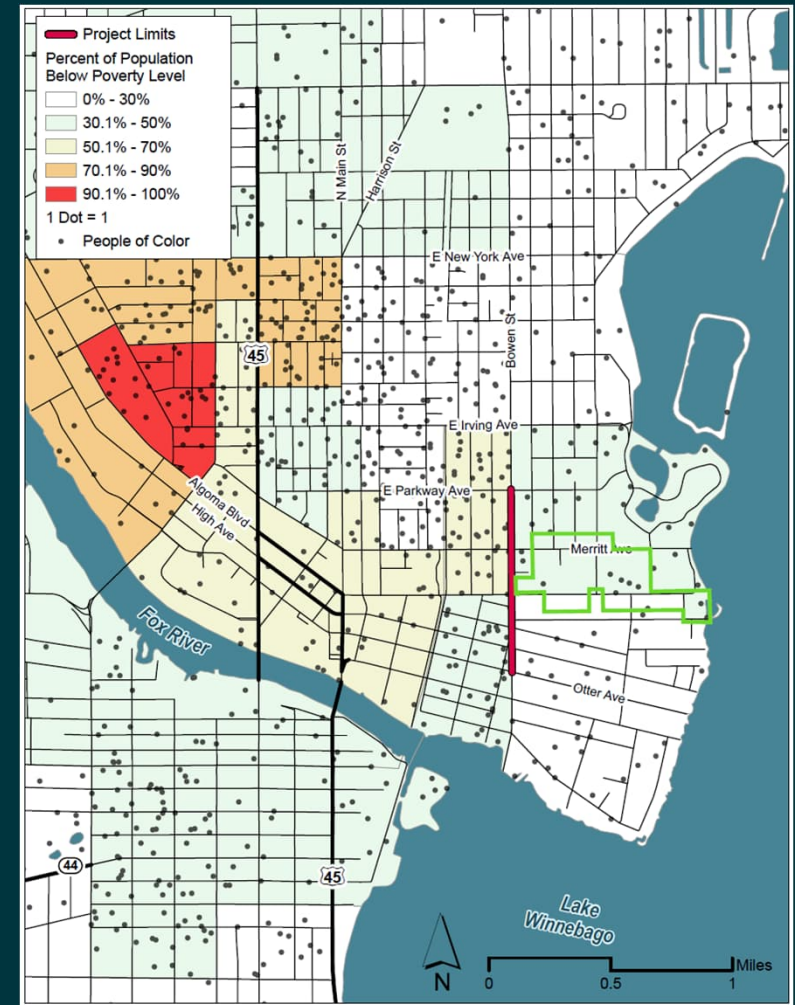 Project Limits
Percent of Population
Below Poverty Level
0% - 30%
30.1% - 50%
50.1% - 70%
70.1% - 90%
90.1% - 100%
1 Dot = 1
People of Color
N Main St
Harrison St
E New York Ave
Bowen St
45
E Irving Ave
E Parkway Ave
Algoma Blvd
High Ave
Merritt Ave
Fox River
Otter Ave
44
45
Lake
Winnebago
N
0
0.5
1
Miles